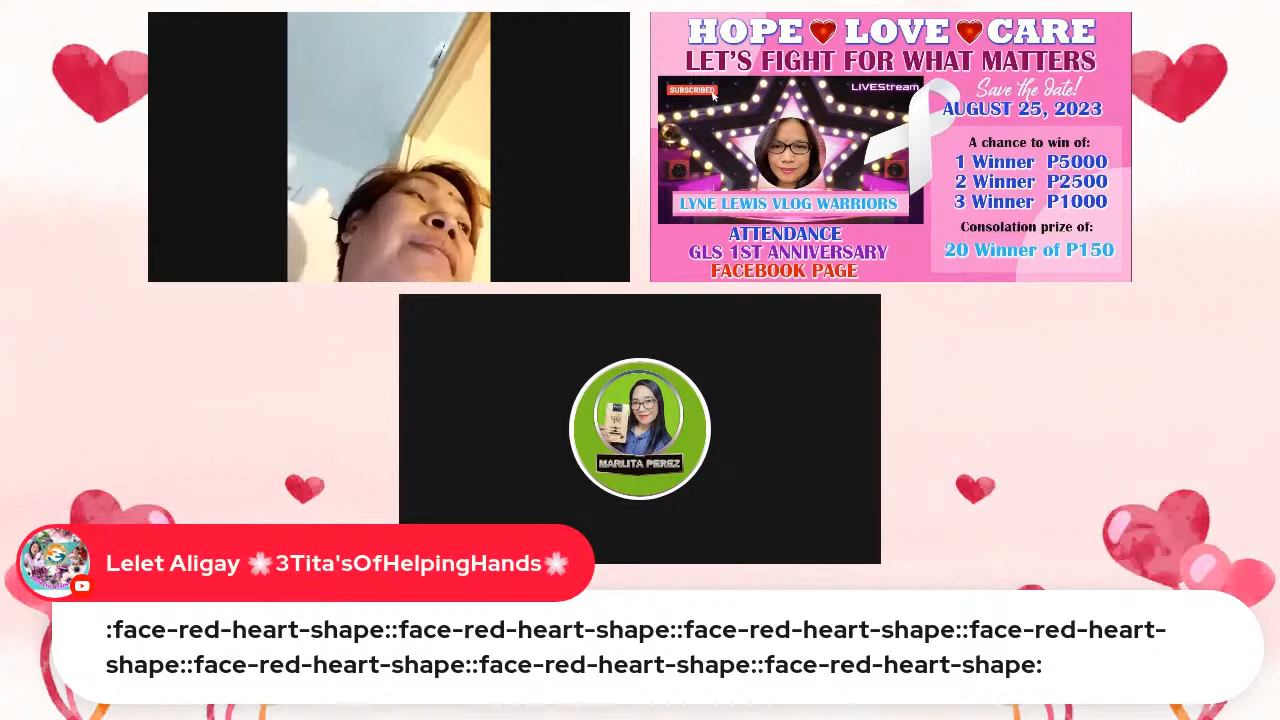 HOPE LOVE CARE
LET'S FIGHT FOR WHAT MATTERS
SUBSCRIBED
LIVEStream
LYNE LEWIS VLOG WARRIORS
ATTENDANCE
GLS 1ST ANNIVERSARY
FACEBOOK PAGE
Save the date!
AUGUST 25, 2023
A chance to win of:
1 Winner P5000
2 Winner P2500
3 Winner P1000
Consolation prize of:
20 Winner of P150
MARLITA PEREZ
Lelet Aligay 🌸3Tita'sOfHelpingHands🌸
:face-red-heart-shape::face-red-heart-shape::face-red-heart-shape::face-red-heart-
shape::face-red-heart-shape::face-red-heart-shape::face-red-heart-shape: